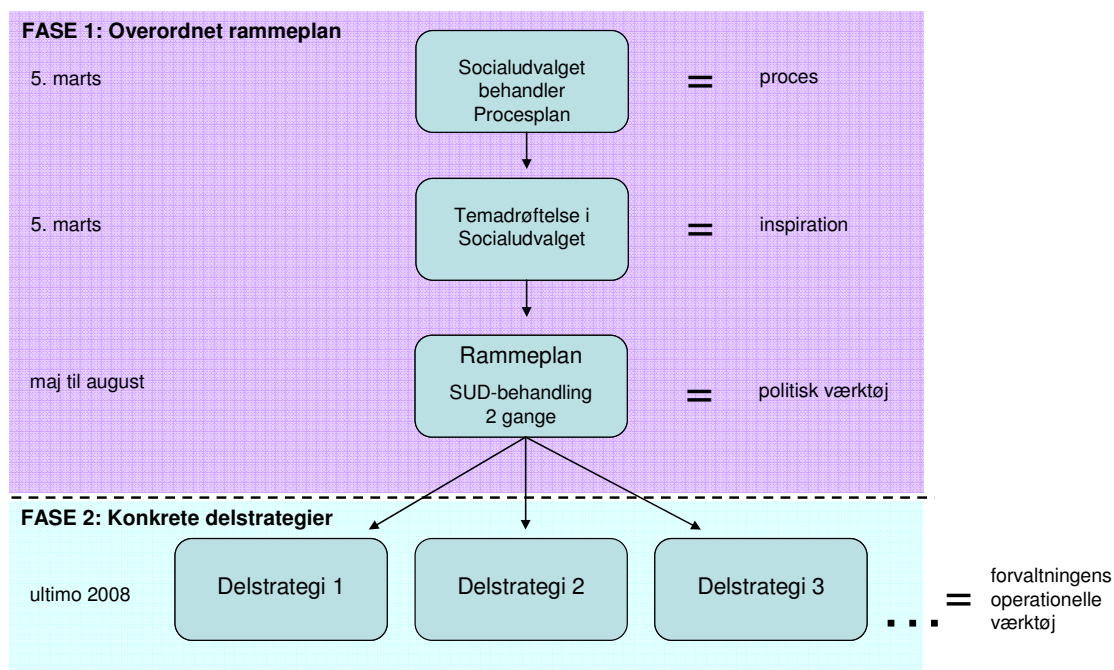 FASE 1: Overordnet rammeplan
5. marts
Socialudvalget
behandler
Procesplan
=
proces
5. marts
Temadrøftelse i
Socialudvalget
=
inspiration
maj til august
Rammeplan
SUD-behandling
2 gange
=
politisk værktøj
FASE 2: Konkrete delstrategier
ultimo 2008
Delstrategi 1
Delstrategi 2
Delstrategi 3
...
=
forvaltningens
operationelle
værktøj